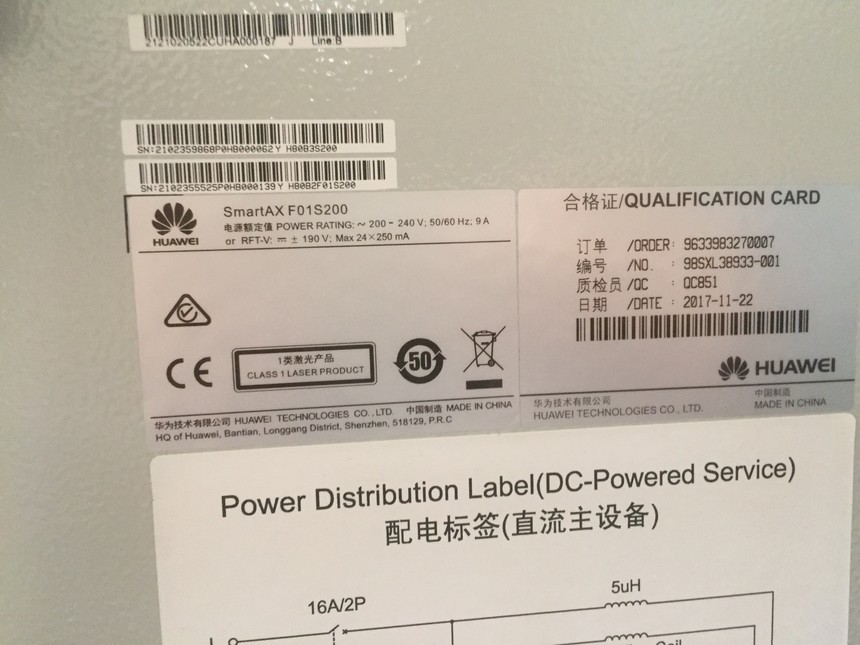 2121020522CUHA000187 J Line:B
SN:2102359868P0HB000062Y H80B3S200
SN:2102355525P0HB000139Y H80B2F01S200
HUAWEI
SmartAX F01S200
电源额定值 POWER RATING: ~ 200 - 240 V; 50/60 Hz; 9 A
or RFT-V: ⎓ ± 190 V; Max 24×250 mA
CE
1类激光产品
CLASS 1 LASER PRODUCT
50
华为技术有限公司 HUAWEI TECHNOLOGIES CO., LTD. 中国制造 MADE IN CHINA
HQ of Huawei, Bantian, Longgang District, Shenzhen, 518129, P.R.C
合格证/QUALIFICATION CARD
订单 /ORDER: 9633983270007
编号 /NO. : 98SXL38933-001
质检员/QC : QC851
日期 /DATE : 2017-11-22
HUAWEI
华为技术有限公司
HUAWEI TECHNOLOGIES CO., LTD.
中国制造
MADE IN CHINA
Power Distribution Label(DC-Powered Service)
配电标签(直流主设备)
16A/2P
5uH
L